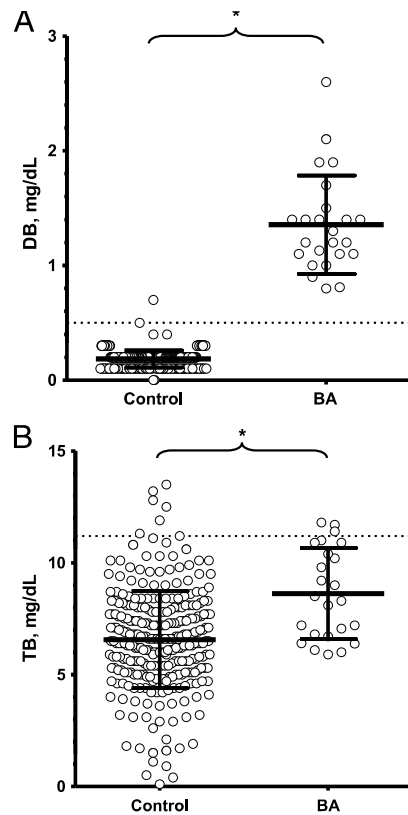 A
*
3
2
1
0
DB, mg/dL
Control BA
B
*
15
10
5
0
TB, mg/dL
Control BA